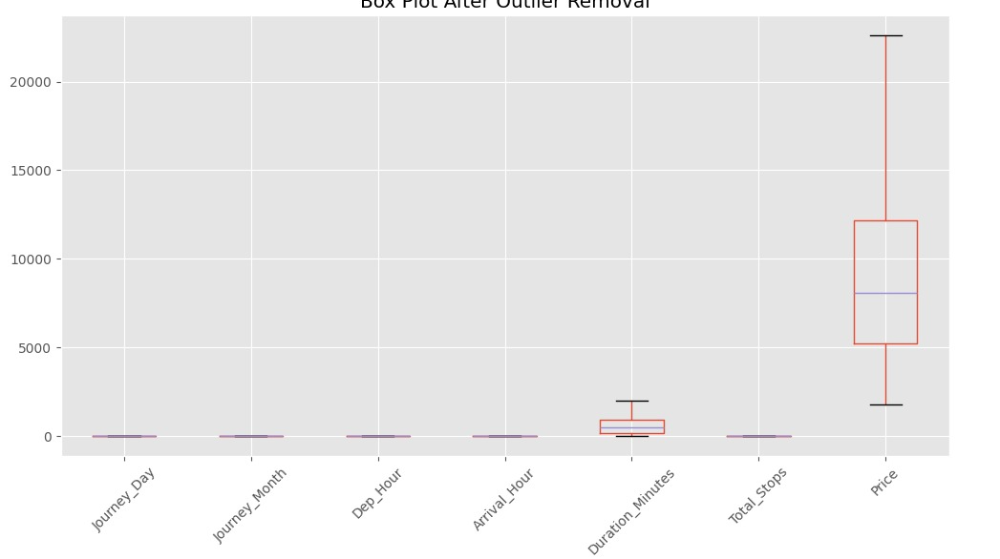 Box Plot After Outlier Removal
20000
15000
10000
5000
0
Journey_Day
Journey_Month
Dep_Hour
Arrival_Hour
Duration_Minutes
Total_Stops
Price